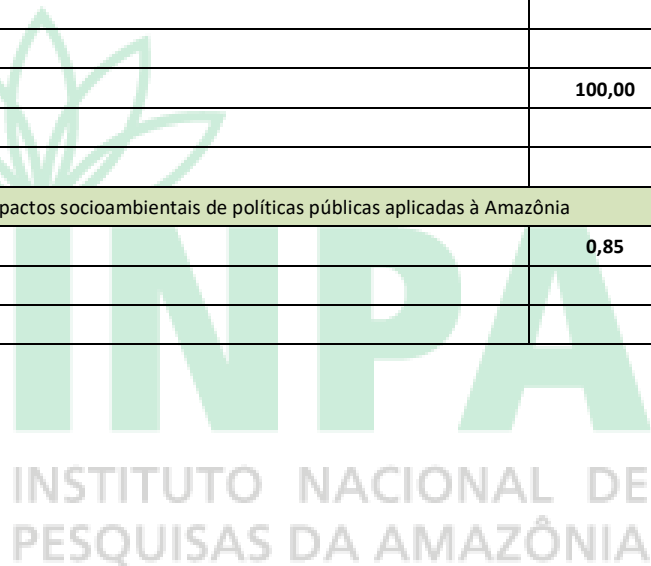 100,00
pactos socioambientais de políticas públicas aplicadas à Amazônia
0,85
INPA
INSTITUTO NACIONAL DE
PESQUISAS DA AMAZÔNIA